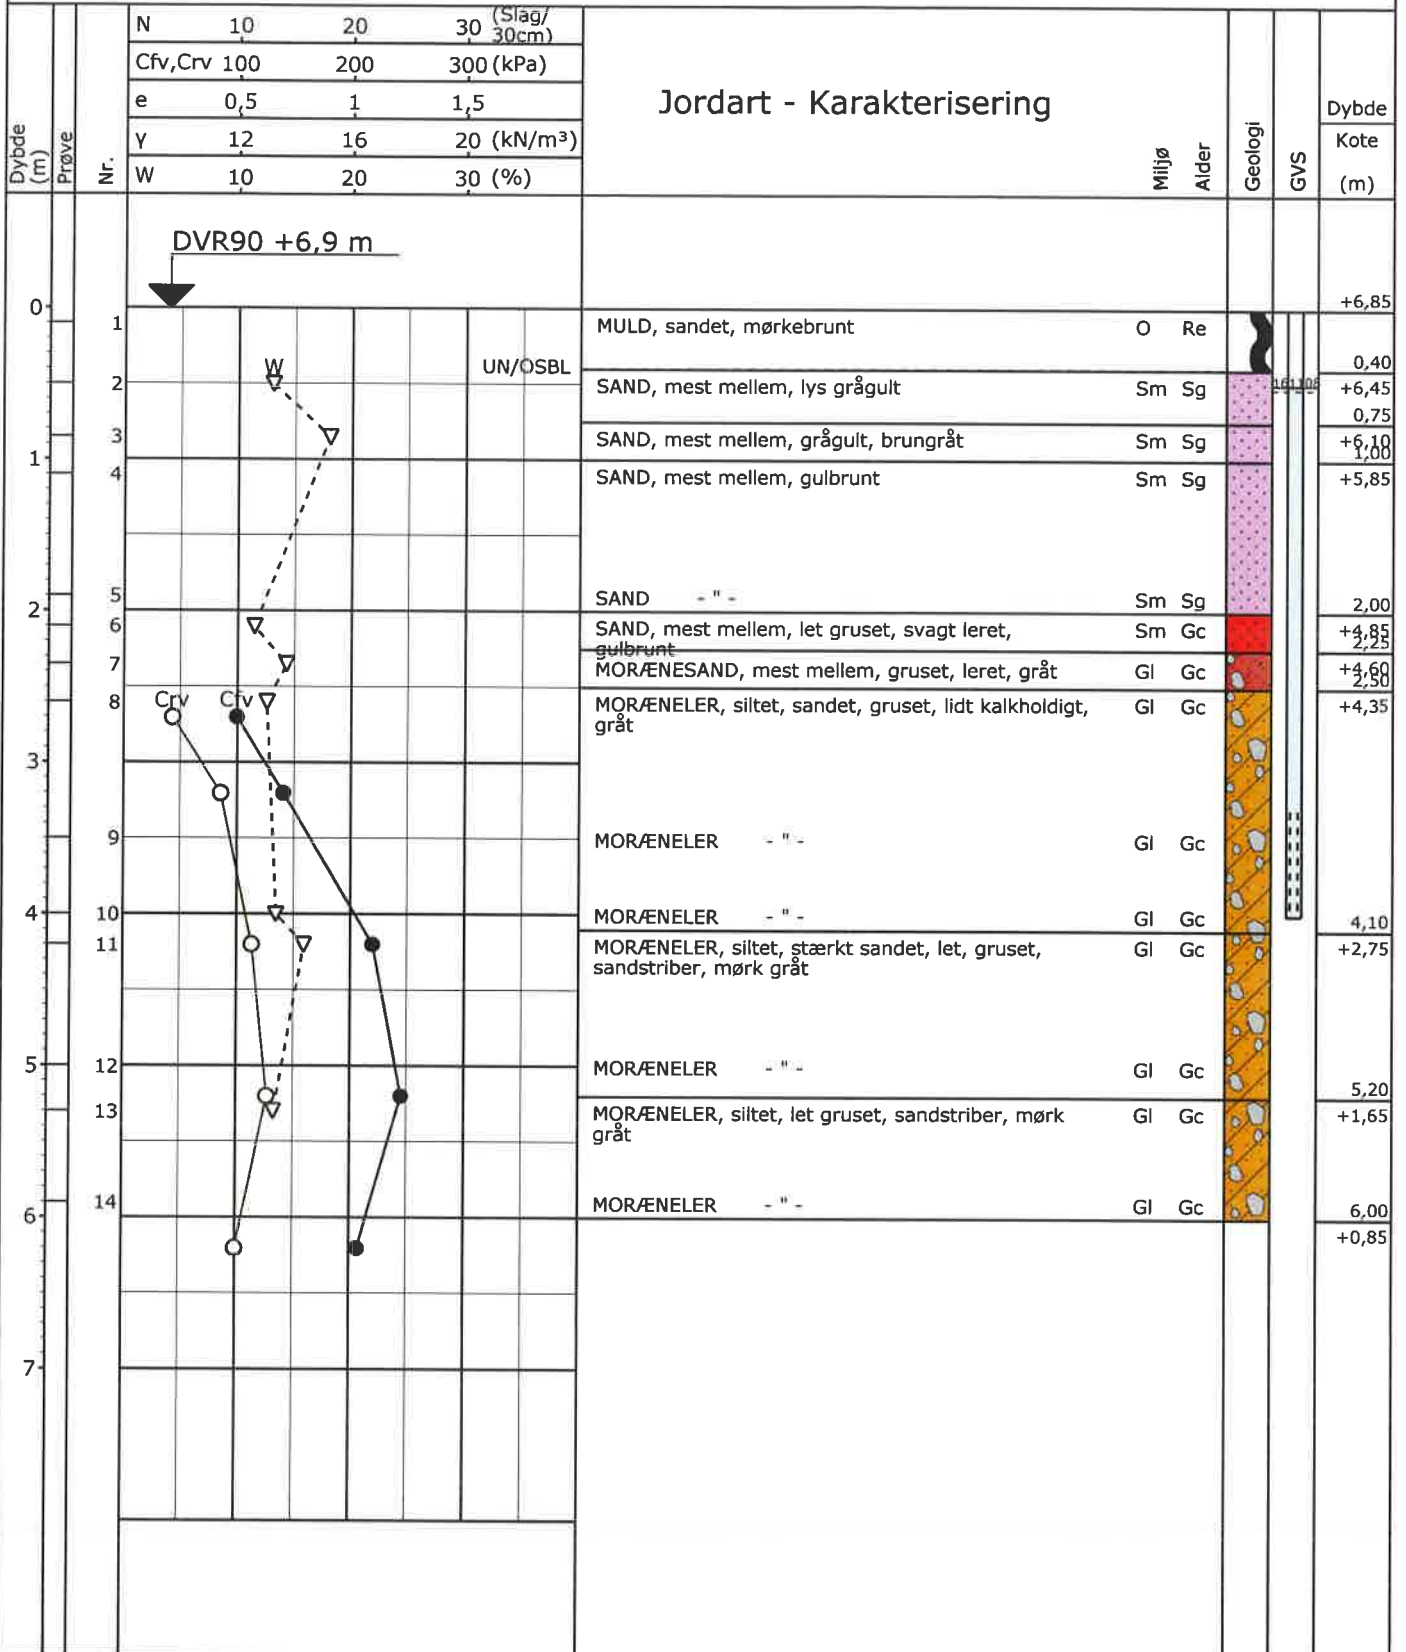 N 10 20 30 (Slag/30cm)
Cfv,Crv 100 200 300 (kPa)
e 0,5 1 1,5
γ 12 16 20 (kN/m³)
W 10 20 30 (%)
Dybde (m)
Prøve
Nr.
Jordart - Karakterisering
Miljø
Alder
Geologi
GVS
Dybde
Kote
(m)
DVR90 +6,9 m
0
+6,85
1 MULD, sandet, mørkebrunt O Re
W UN/OSBL 0,40
2 SAND, mest mellem, lys grågult Sm Sg 161108 +6,45
0,75
3 SAND, mest mellem, grågult, brungråt Sm Sg +6,10
1 1,00
4 SAND, mest mellem, gulbrunt Sm Sg +5,85
5 SAND - " - Sm Sg
2 2,00
6 SAND, mest mellem, let gruset, svagt leret, Sm Gc +4,85
gulbrunt 2,25
7 MORÆNESAND, mest mellem, gruset, leret, gråt Gl Gc +4,60
2,50
8 Crv Cfv MORÆNELER, siltet, sandet, gruset, lidt kalkholdigt, Gl Gc +4,35
gråt
3
9 MORÆNELER - " - Gl Gc
4 10 MORÆNELER - " - Gl Gc 4,10
11 MORÆNELER, siltet, stærkt sandet, let, gruset, Gl Gc +2,75
sandstriber, mørk gråt
5 12 MORÆNELER - " - Gl Gc
5,20
13 MORÆNELER, siltet, let gruset, sandstriber, mørk Gl Gc +1,65
gråt
14 MORÆNELER - " - Gl Gc
6 6,00
+0,85
7